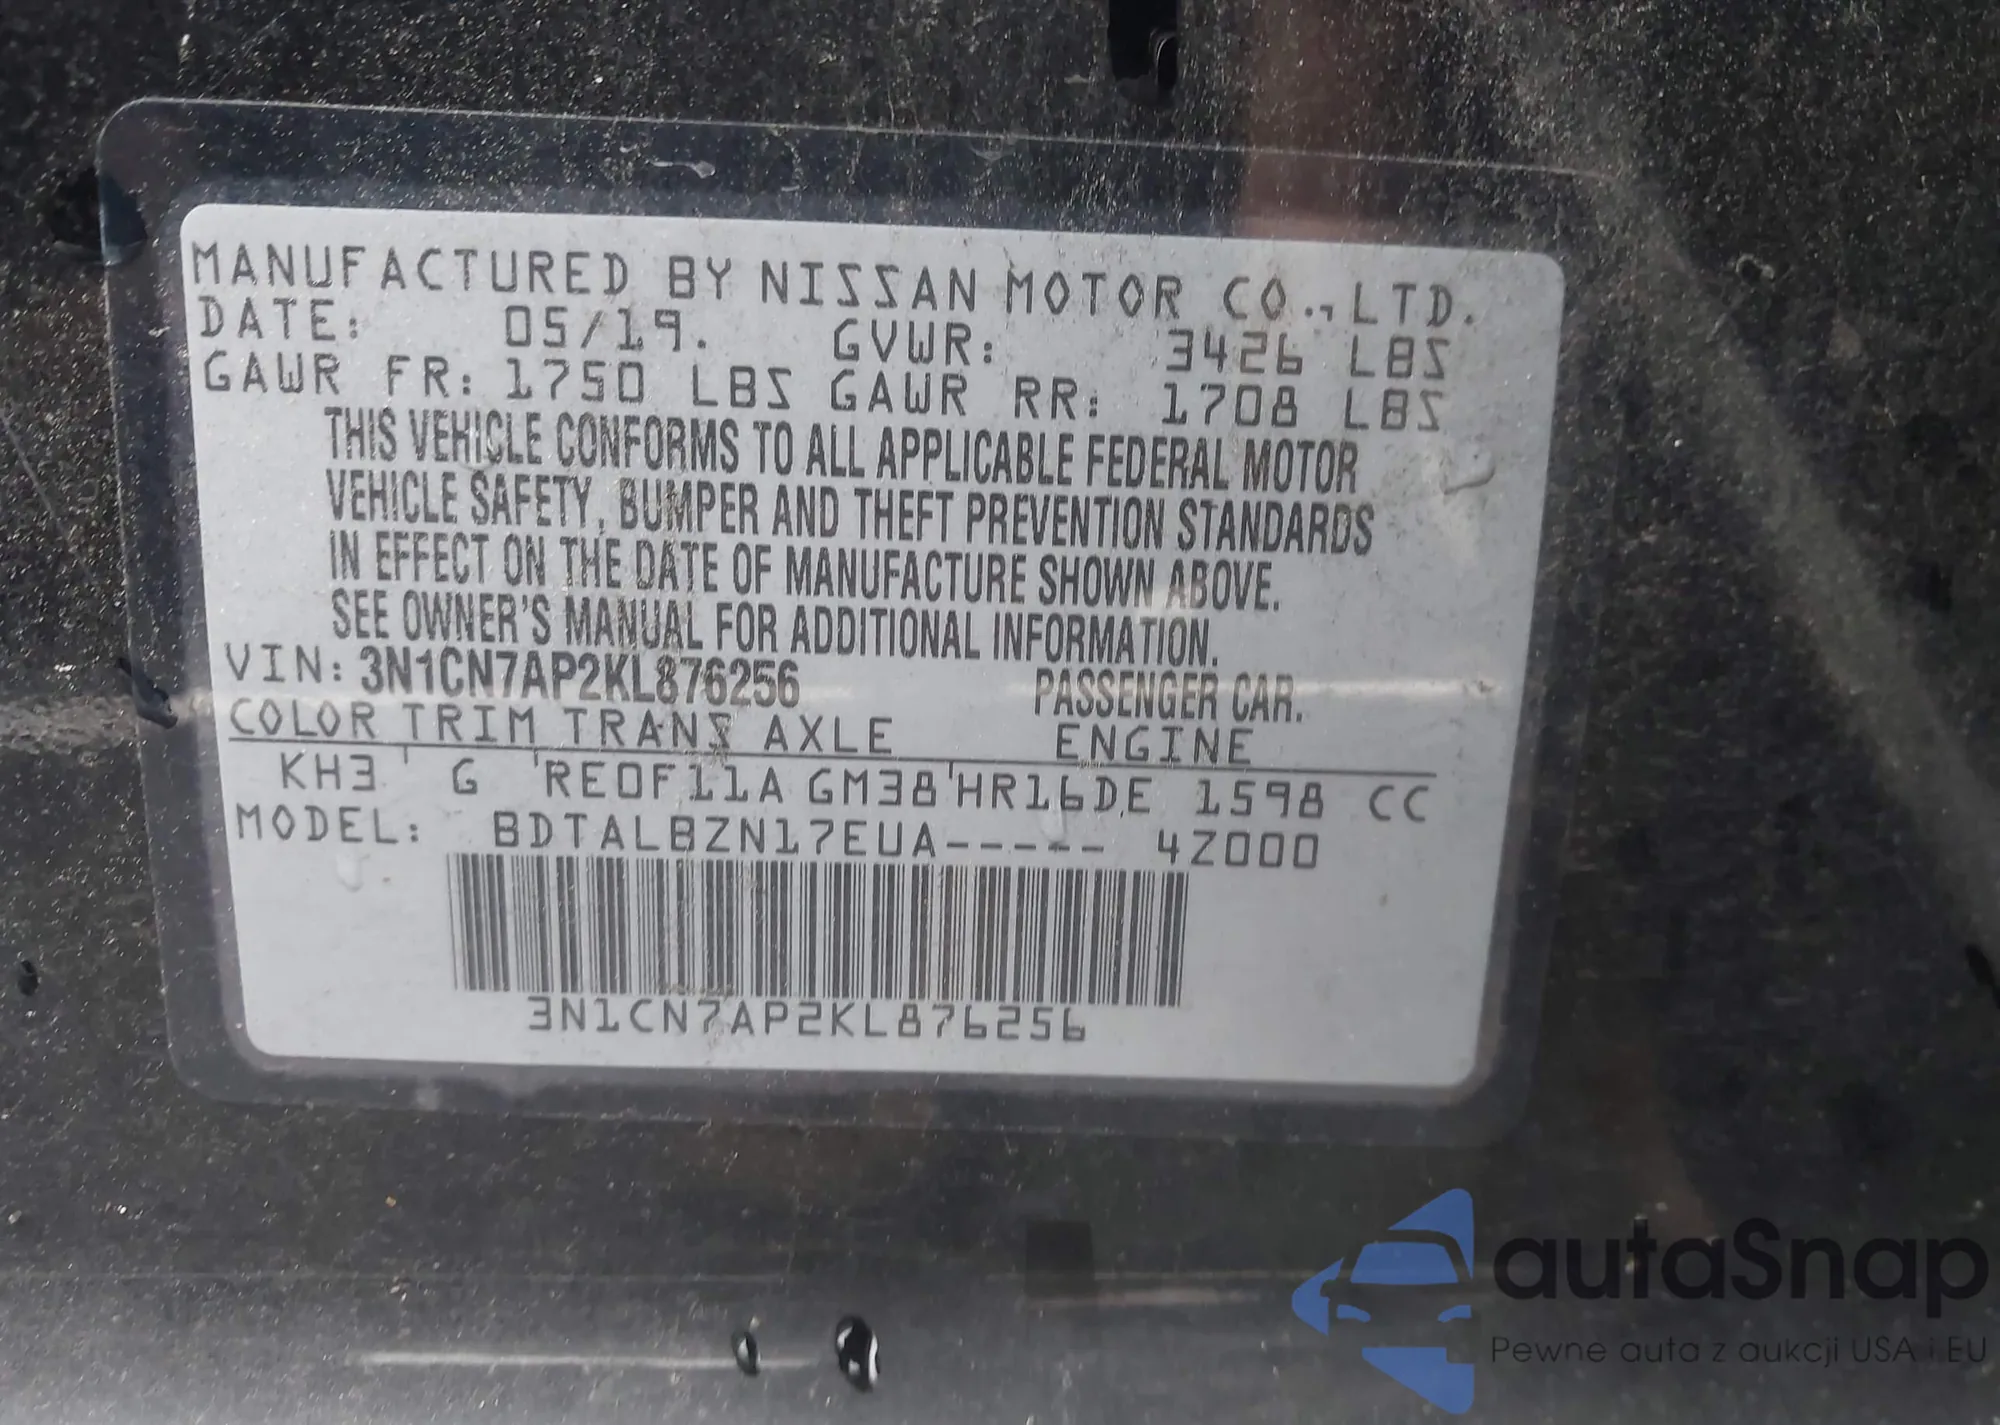 MANUFACTURED BY NISSAN MOTOR CO., LTD.
DATE: 05/19. GVWR: 3426 LBS
GAWR FR: 1750 LBS GAWR RR: 1708 LBS
THIS VEHICLE CONFORMS TO ALL APPLICABLE FEDERAL MOTOR
VEHICLE SAFETY, BUMPER AND THEFT PREVENTION STANDARDS
IN EFFECT ON THE DATE OF MANUFACTURE SHOWN ABOVE.
SEE OWNER'S MANUAL FOR ADDITIONAL INFORMATION.
VIN: 3N1CN7AP2KL876256 PASSENGER CAR.
COLOR TRIM TRANS AXLE ENGINE
KH3 ' G 'RE0F11A GM38'HR16DE 1598 CC
MODEL: BDTALBZN17EUA----- 4Z000
3N1CN7AP2KL876256
autaSnap
Pewne auta z aukcji USA i EU